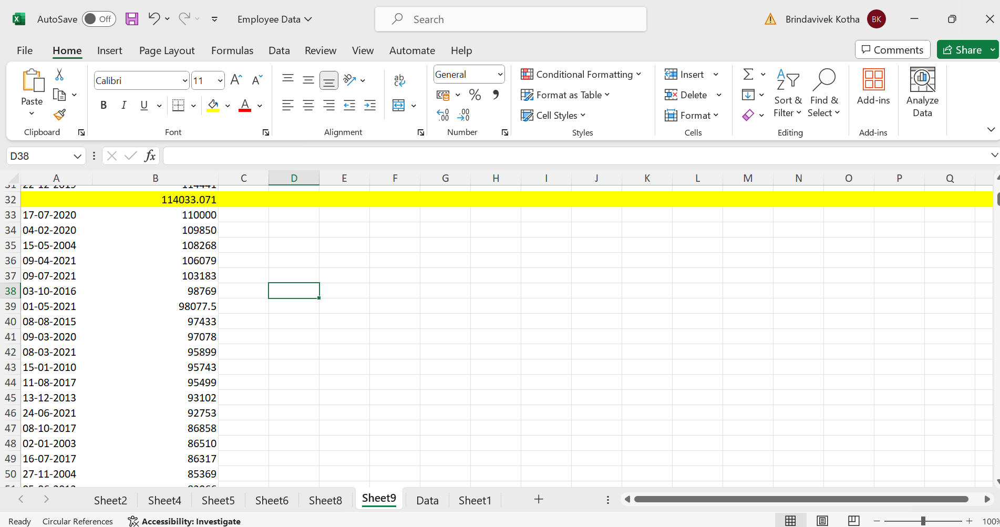 AutoSave Off Employee Data Search Brindavivek Kotha BK
File Home Insert Page Layout Formulas Data Review View Automate Help Comments Share
Paste Calibri 11 General Conditional Formatting Insert
B I U Format as Table Delete Sort & Find & Add-ins Analyze
Cell Styles Format Filter Select Data
Clipboard Font Alignment Number Styles Cells Editing Add-ins
D38 fx
A B C D E F G H I J K L M N O P Q
31 22-12-2019 114441
32 114033.071
33 17-07-2020 110000
34 04-02-2020 109850
35 15-05-2004 108268
36 09-04-2021 106079
37 09-07-2021 103183
38 03-10-2016 98769
39 01-05-2021 98077.5
40 08-08-2015 97433
41 09-03-2020 97078
42 08-03-2021 95899
43 15-01-2010 95743
44 11-08-2017 95499
45 13-12-2013 93102
46 24-06-2021 92753
47 08-10-2017 86858
48 02-01-2003 86510
49 16-07-2017 86317
50 27-11-2004 85369
Sheet2 Sheet4 Sheet5 Sheet6 Sheet8 Sheet9 Data Sheet1
Ready Circular References Accessibility: Investigate 100%